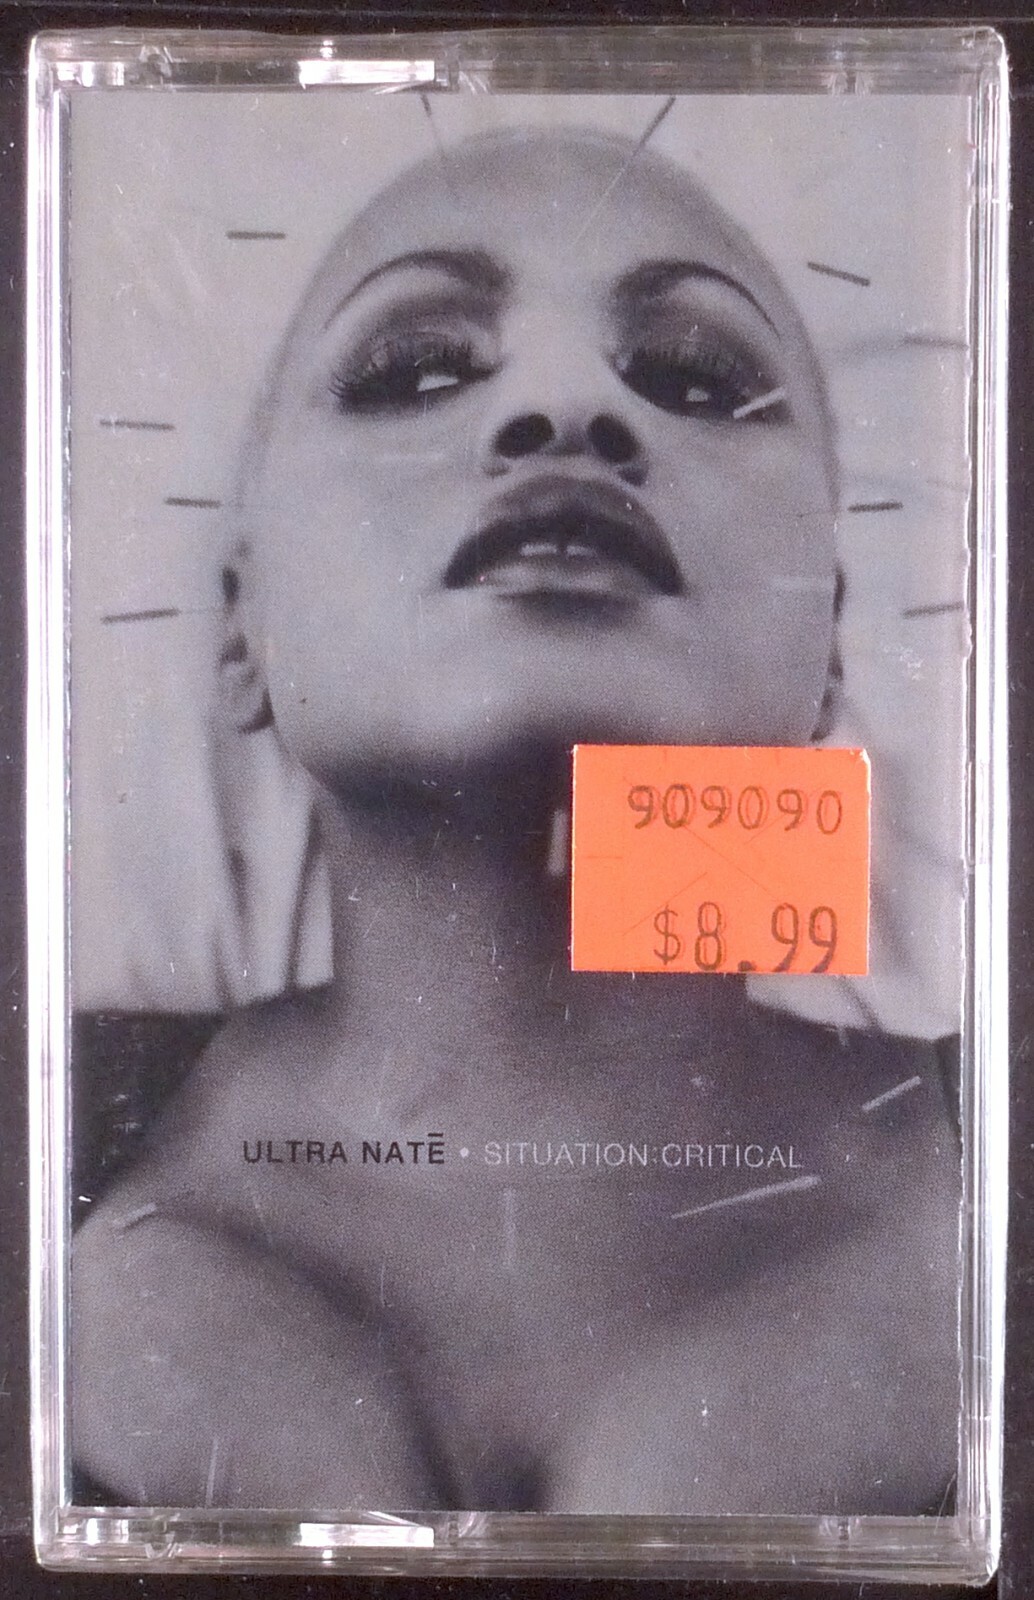 909090
$8.99
ULTRA NATĒ • SITUATION:CRITICAL